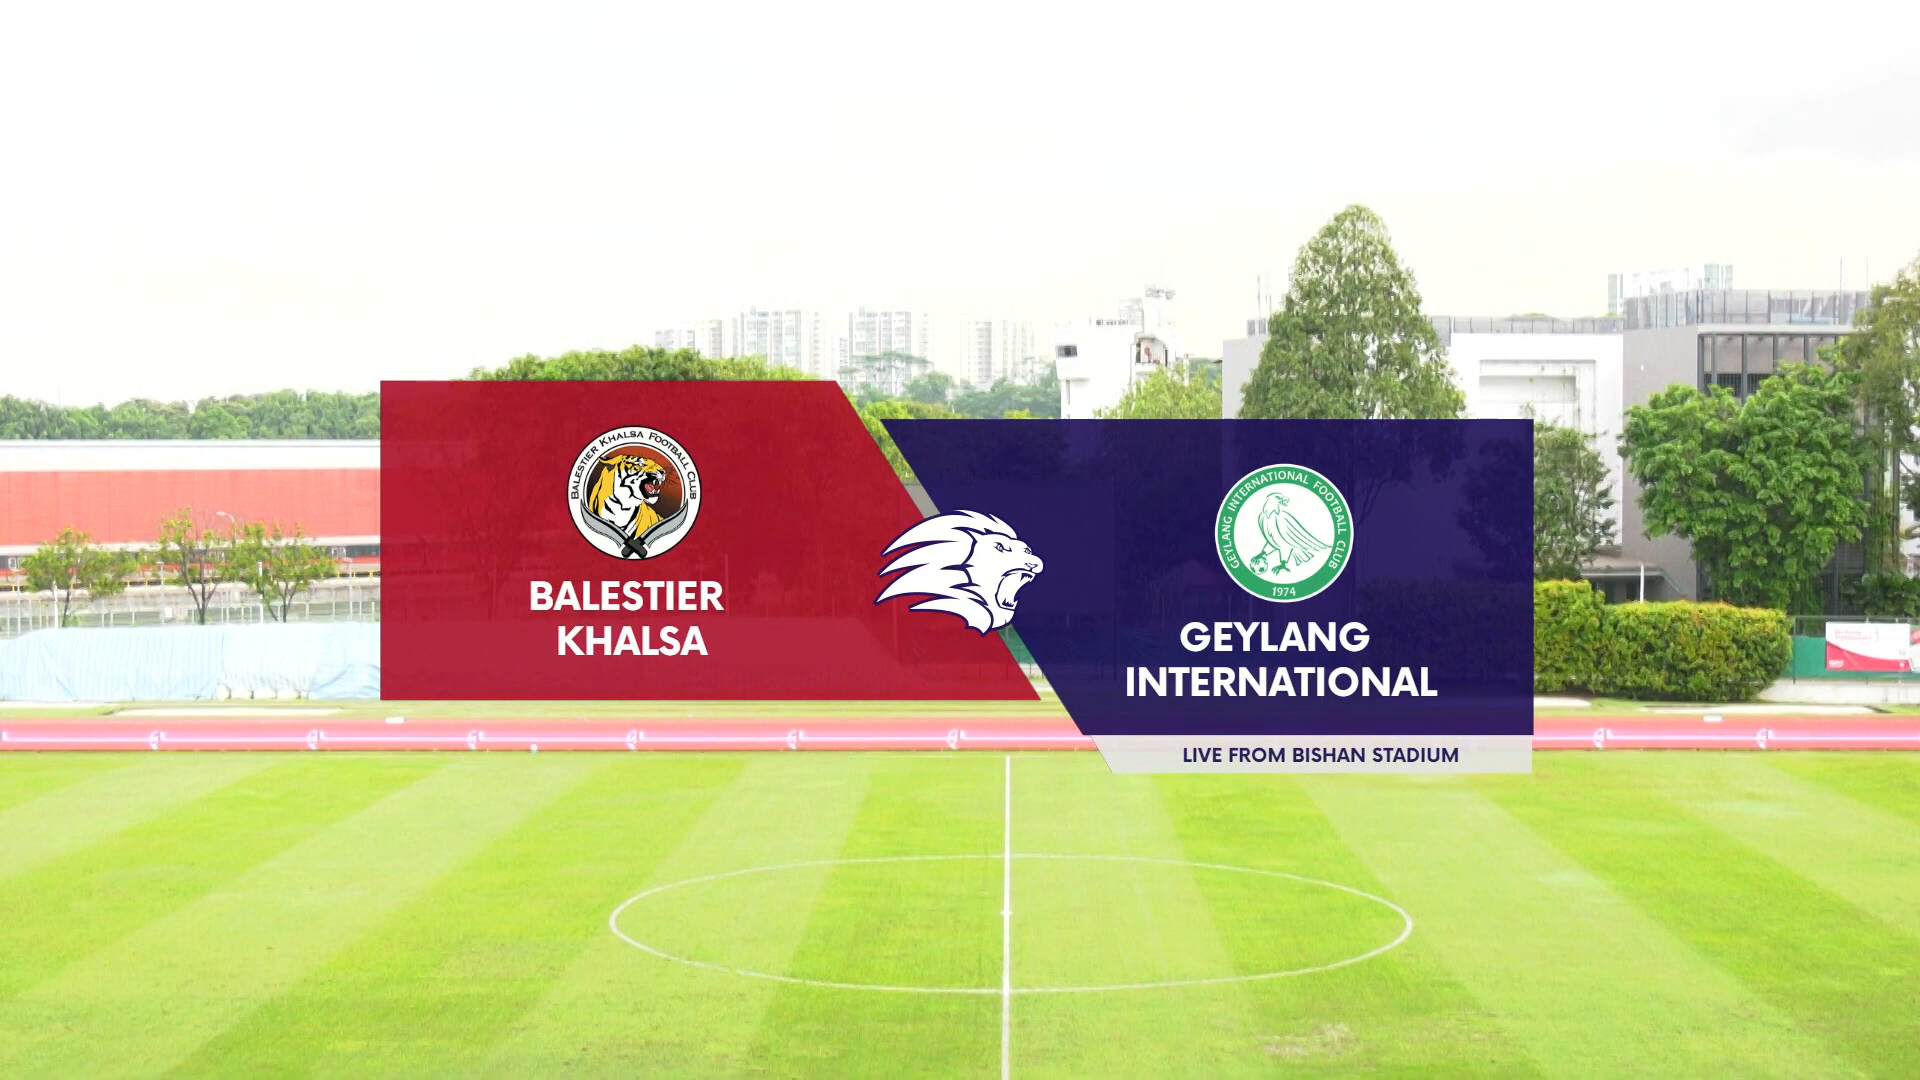 BALESTIER KHALSA FOOTBALL CLUB
BALESTIER
KHALSA
GEYLANG INTERNATIONAL FOOTBALL CLUB
1974
GEYLANG
INTERNATIONAL
LIVE FROM BISHAN STADIUM